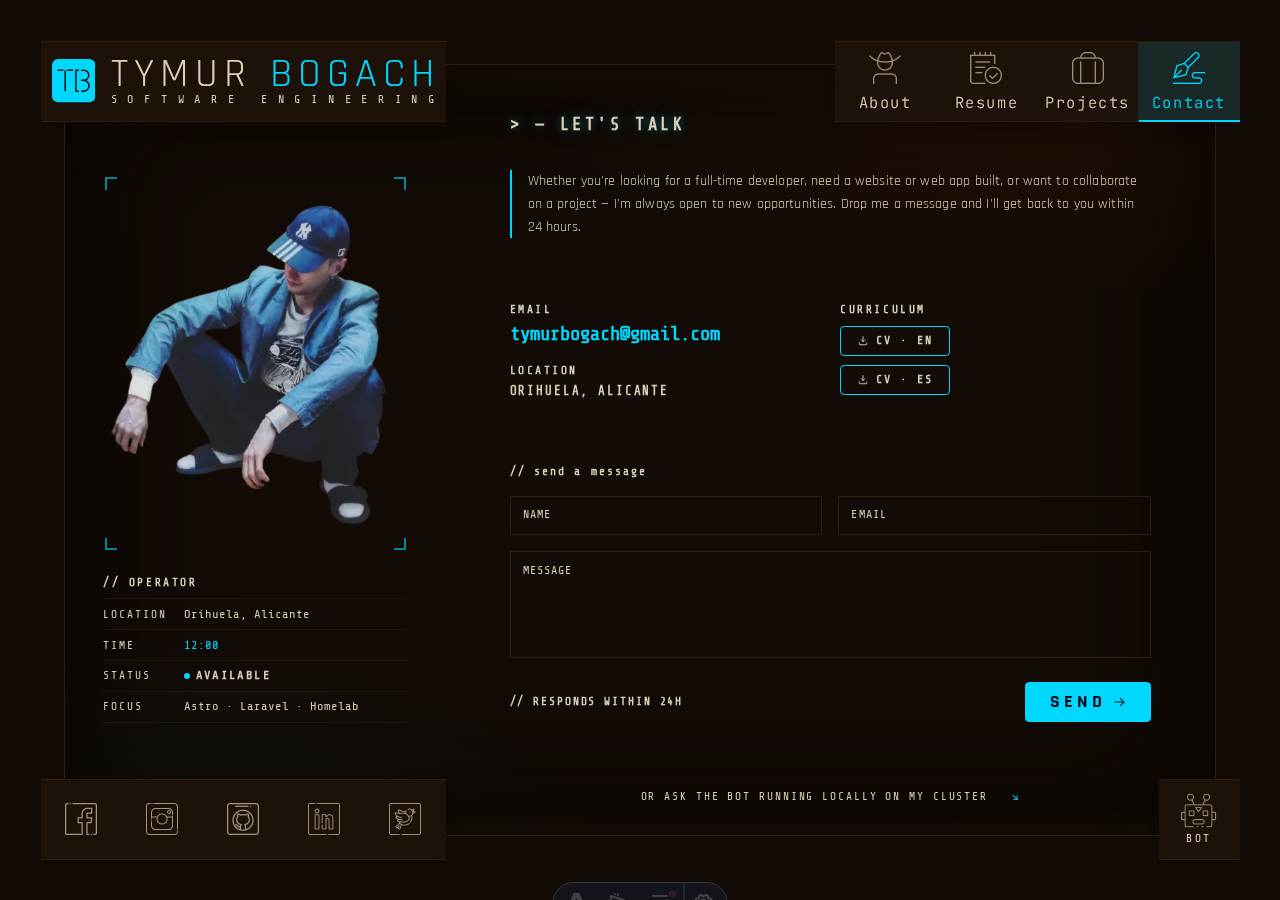 TB
TYMUR BOGACH
SOFTWARE ENGINEERING
About
Resume
Projects
Contact
> — LET'S TALK
Whether you're looking for a full-time developer, need a website or web app built, or want to collaborate
on a project — I'm always open to new opportunities. Drop me a message and I'll get back to you within
24 hours.
EMAIL
tymurbogach@gmail.com
CURRICULUM
CV · EN
CV · ES
LOCATION
ORIHUELA, ALICANTE
// send a message
NAME
EMAIL
MESSAGE
// RESPONDS WITHIN 24H
SEND →
// OPERATOR
LOCATION Orihuela, Alicante
TIME 12:00
STATUS AVAILABLE
FOCUS Astro · Laravel · Homelab
OR ASK THE BOT RUNNING LOCALLY ON MY CLUSTER ↘
in
BOT